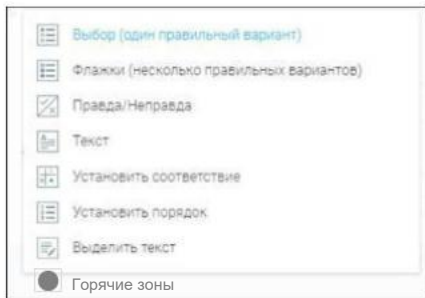 Выбор (один правильный вариант)
Флажки (несколько правильных вариантов)
Правда/Неправда
Текст
Установить соответствие
Установить порядок
Выделить текст
Горячие зоны